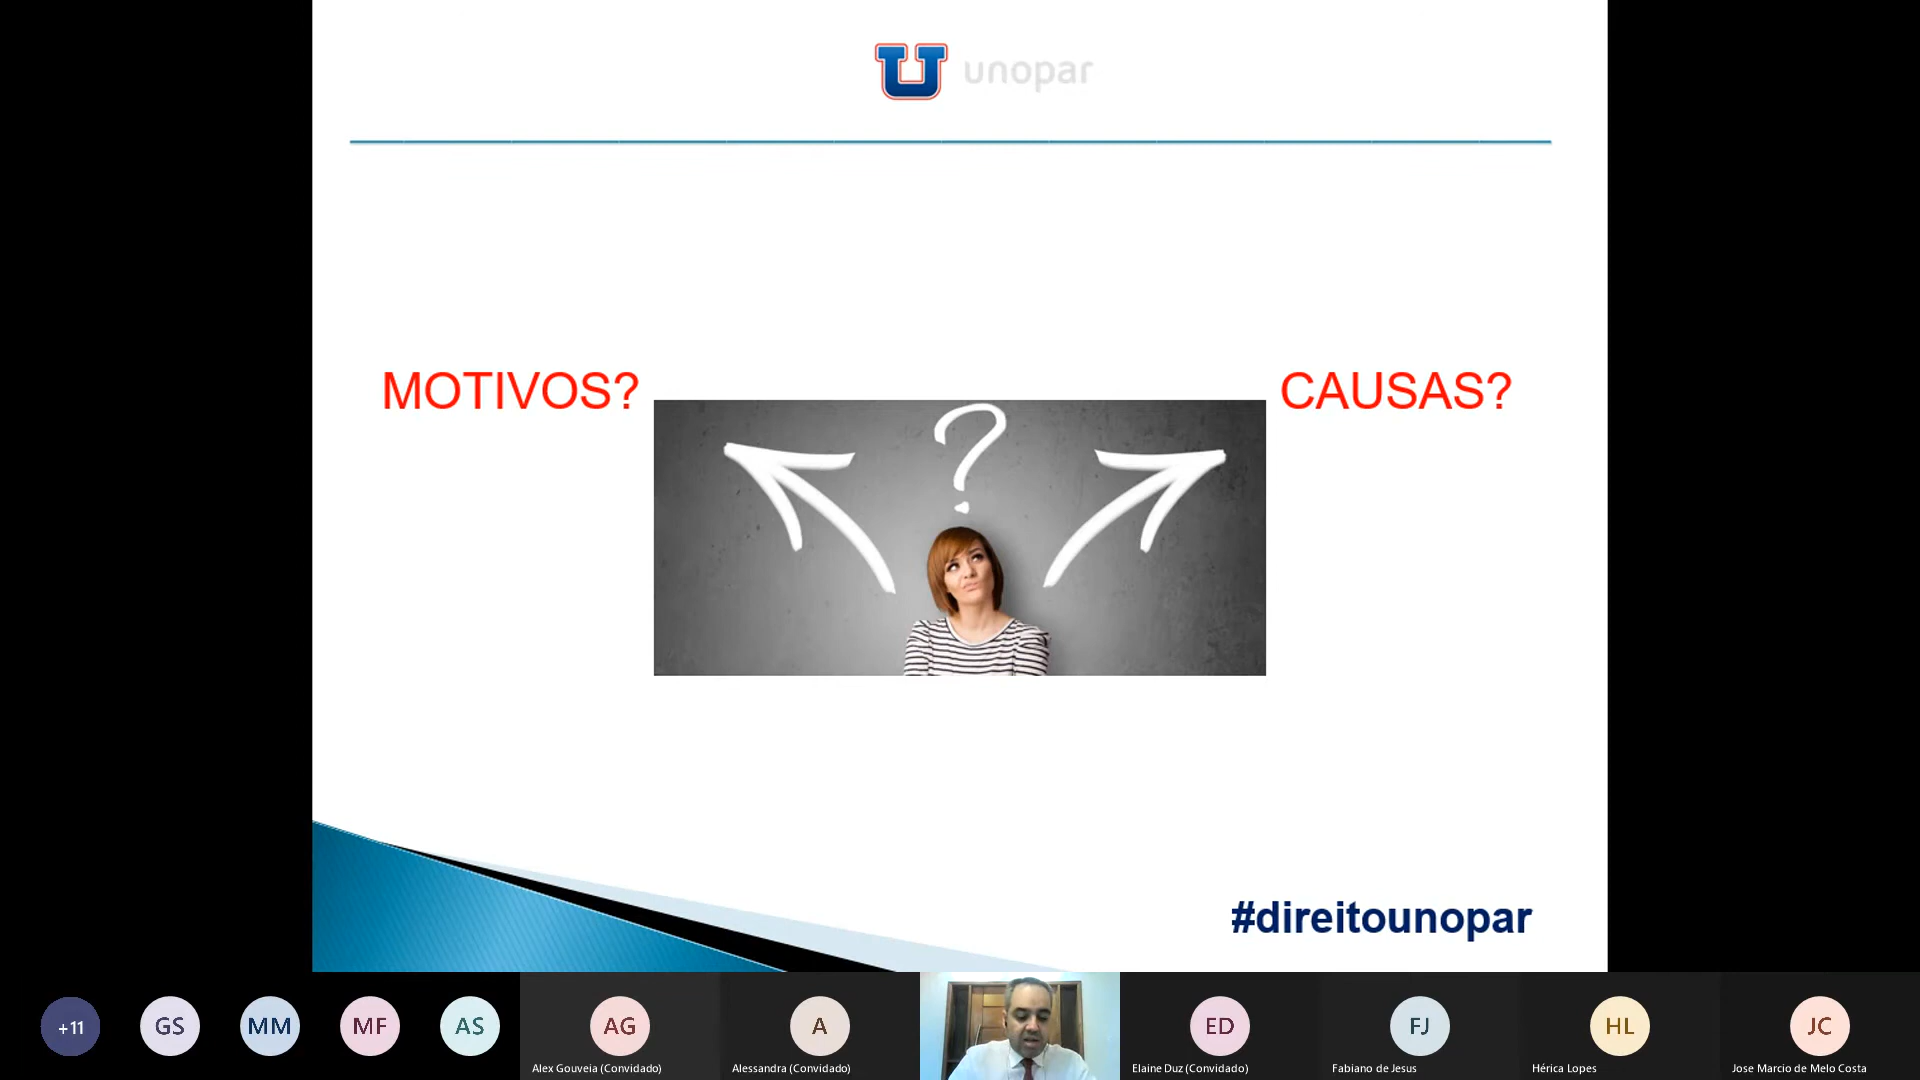 unopar
MOTIVOS?
CAUSAS?
?
#direitounopar
+11
GS
MM
MF
AS
AG
Alex Gouveia (Convidado)
A
Alessandra (Convidado)
ED
Elaine Duz (Convidado)
FJ
Fabiano de Jesus
HL
Hérica Lopes
JC
Jose Marcio de Melo Costa